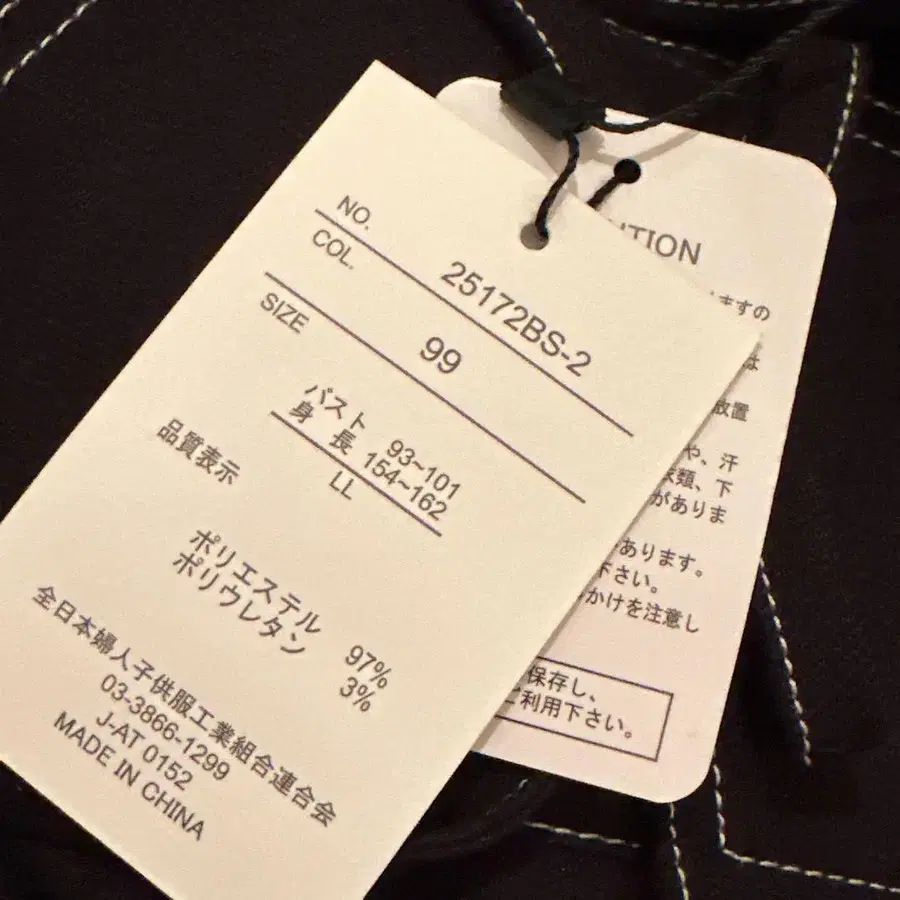 NO. 25172BS-2
COL. 99
SIZE
バスト 93~101
身 長 154~162
LL
品質表示
ポリエステル 97%
ポリウレタン 3%
全日本婦人子供服工業組合連合会
03-3866-1299
J-AT 0152
MADE IN CHINA
ますの
は
放置
や、汗
衣類、下
がありま
あります。
下さい。
かけを注意し
保存し、
ご利用下さい。